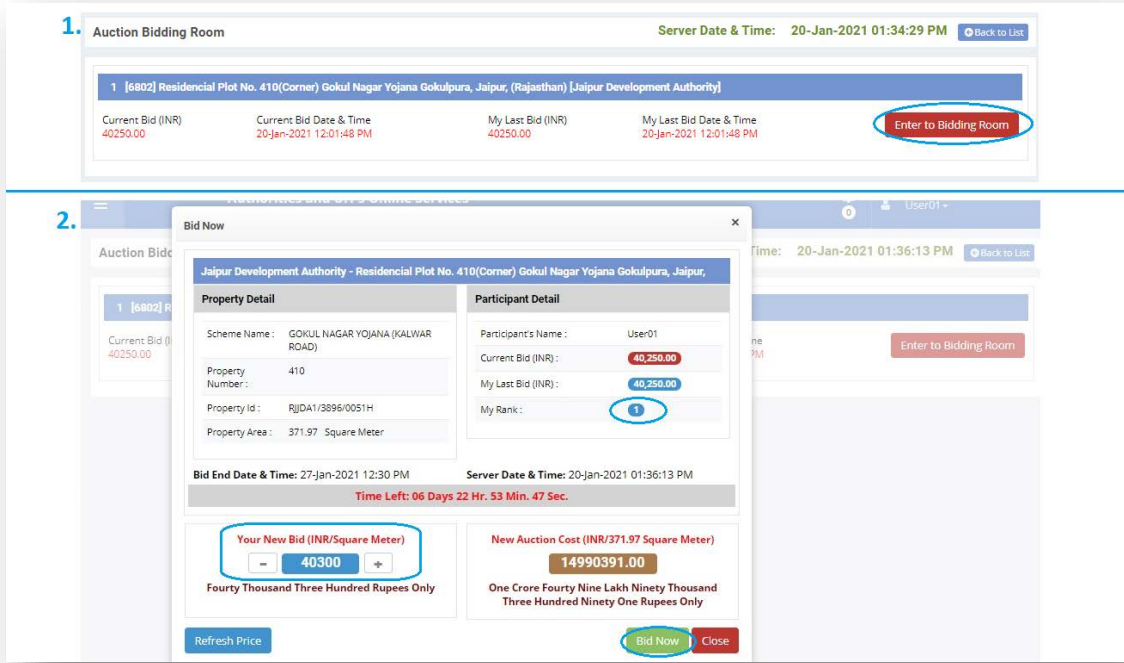 1.
Auction Bidding Room
Server Date & Time: 20-Jan-2021 01:34:29 PM
Back to List
1 [6802] Residencial Plot No. 410(Corner) Gokul Nagar Yojana Gokulpura, Jaipur, (Rajasthan) [Jaipur Development Authority]
Current Bid (INR)
40250.00
Current Bid Date & Time
20-Jan-2021 12:01:48 PM
My Last Bid (INR)
40250.00
My Last Bid Date & Time
20-Jan-2021 12:01:48 PM
Enter to Bidding Room
2.
0
User01
Auction Bidd
Time: 20-Jan-2021 01:36:13 PM
Back to List
1 [6802] R
Current Bid (I
40250.00
me
PM
Enter to Bidding Room
Bid Now
×
Jaipur Development Authority - Residencial Plot No. 410(Corner) Gokul Nagar Yojana Gokulpura, Jaipur,
Property Detail
Scheme Name : GOKUL NAGAR YOJANA (KALWAR
ROAD)
Property 410
Number :
Property Id : RJJDA1/3896/0051H
Property Area : 371.97 Square Meter
Participant Detail
Participant's Name : User01
Current Bid (INR) : 40,250.00
My Last Bid (INR) : 40,250.00
My Rank : 1
Bid End Date & Time: 27-Jan-2021 12:30 PM
Server Date & Time: 20-Jan-2021 01:36:13 PM
Time Left: 06 Days 22 Hr. 53 Min. 47 Sec.
Your New Bid (INR/Square Meter)
- 40300 +
Fourty Thousand Three Hundred Rupees Only
New Auction Cost (INR/371.97 Square Meter)
14990391.00
One Crore Fourty Nine Lakh Ninety Thousand
Three Hundred Ninety One Rupees Only
Refresh Price
Bid Now
Close